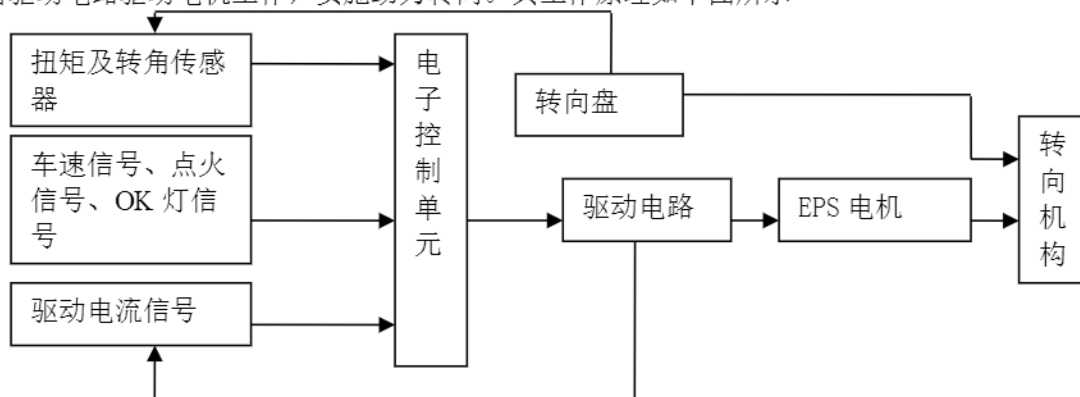 扭矩及转角传感
器
车速信号、点火
信号、OK 灯信
号
驱动电流信号
电
子
控
制
单
元
转向盘
驱动电路
EPS 电机
转
向
机
构